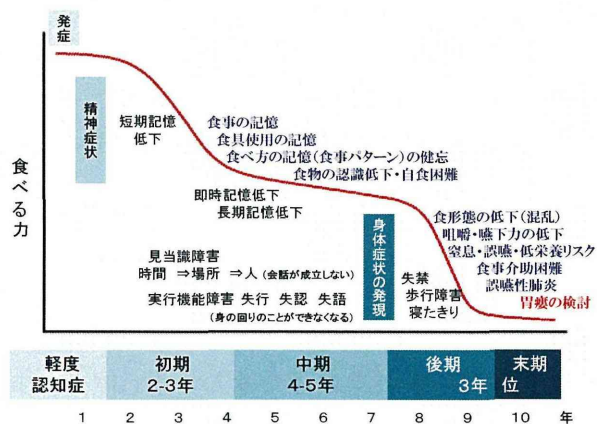 発症
精神症状
食べる力
短期記憶
低下
食事の記憶
食具使用の記憶
食べ方の記憶(食事パターン)の健忘
食物の認識低下・自食困難
即時記憶低下
長期記憶低下
見当識障害
時間 ⇒場所 ⇒人 (会話が成立しない)
実行機能障害 失行 失認 失語
(身の回りのことができなくなる)
身体症状の発現
食形態の低下(混乱)
咀嚼・嚥下力の低下
窒息・誤嚥・低栄養リスク
食事介助困難
誤嚥性肺炎
胃瘻の検討
失禁
歩行障害
寝たきり
軽度
認知症
初期
2-3年
中期
4-5年
後期
3年
末期
位
1 2 3 4 5 6 7 8 9 10 年